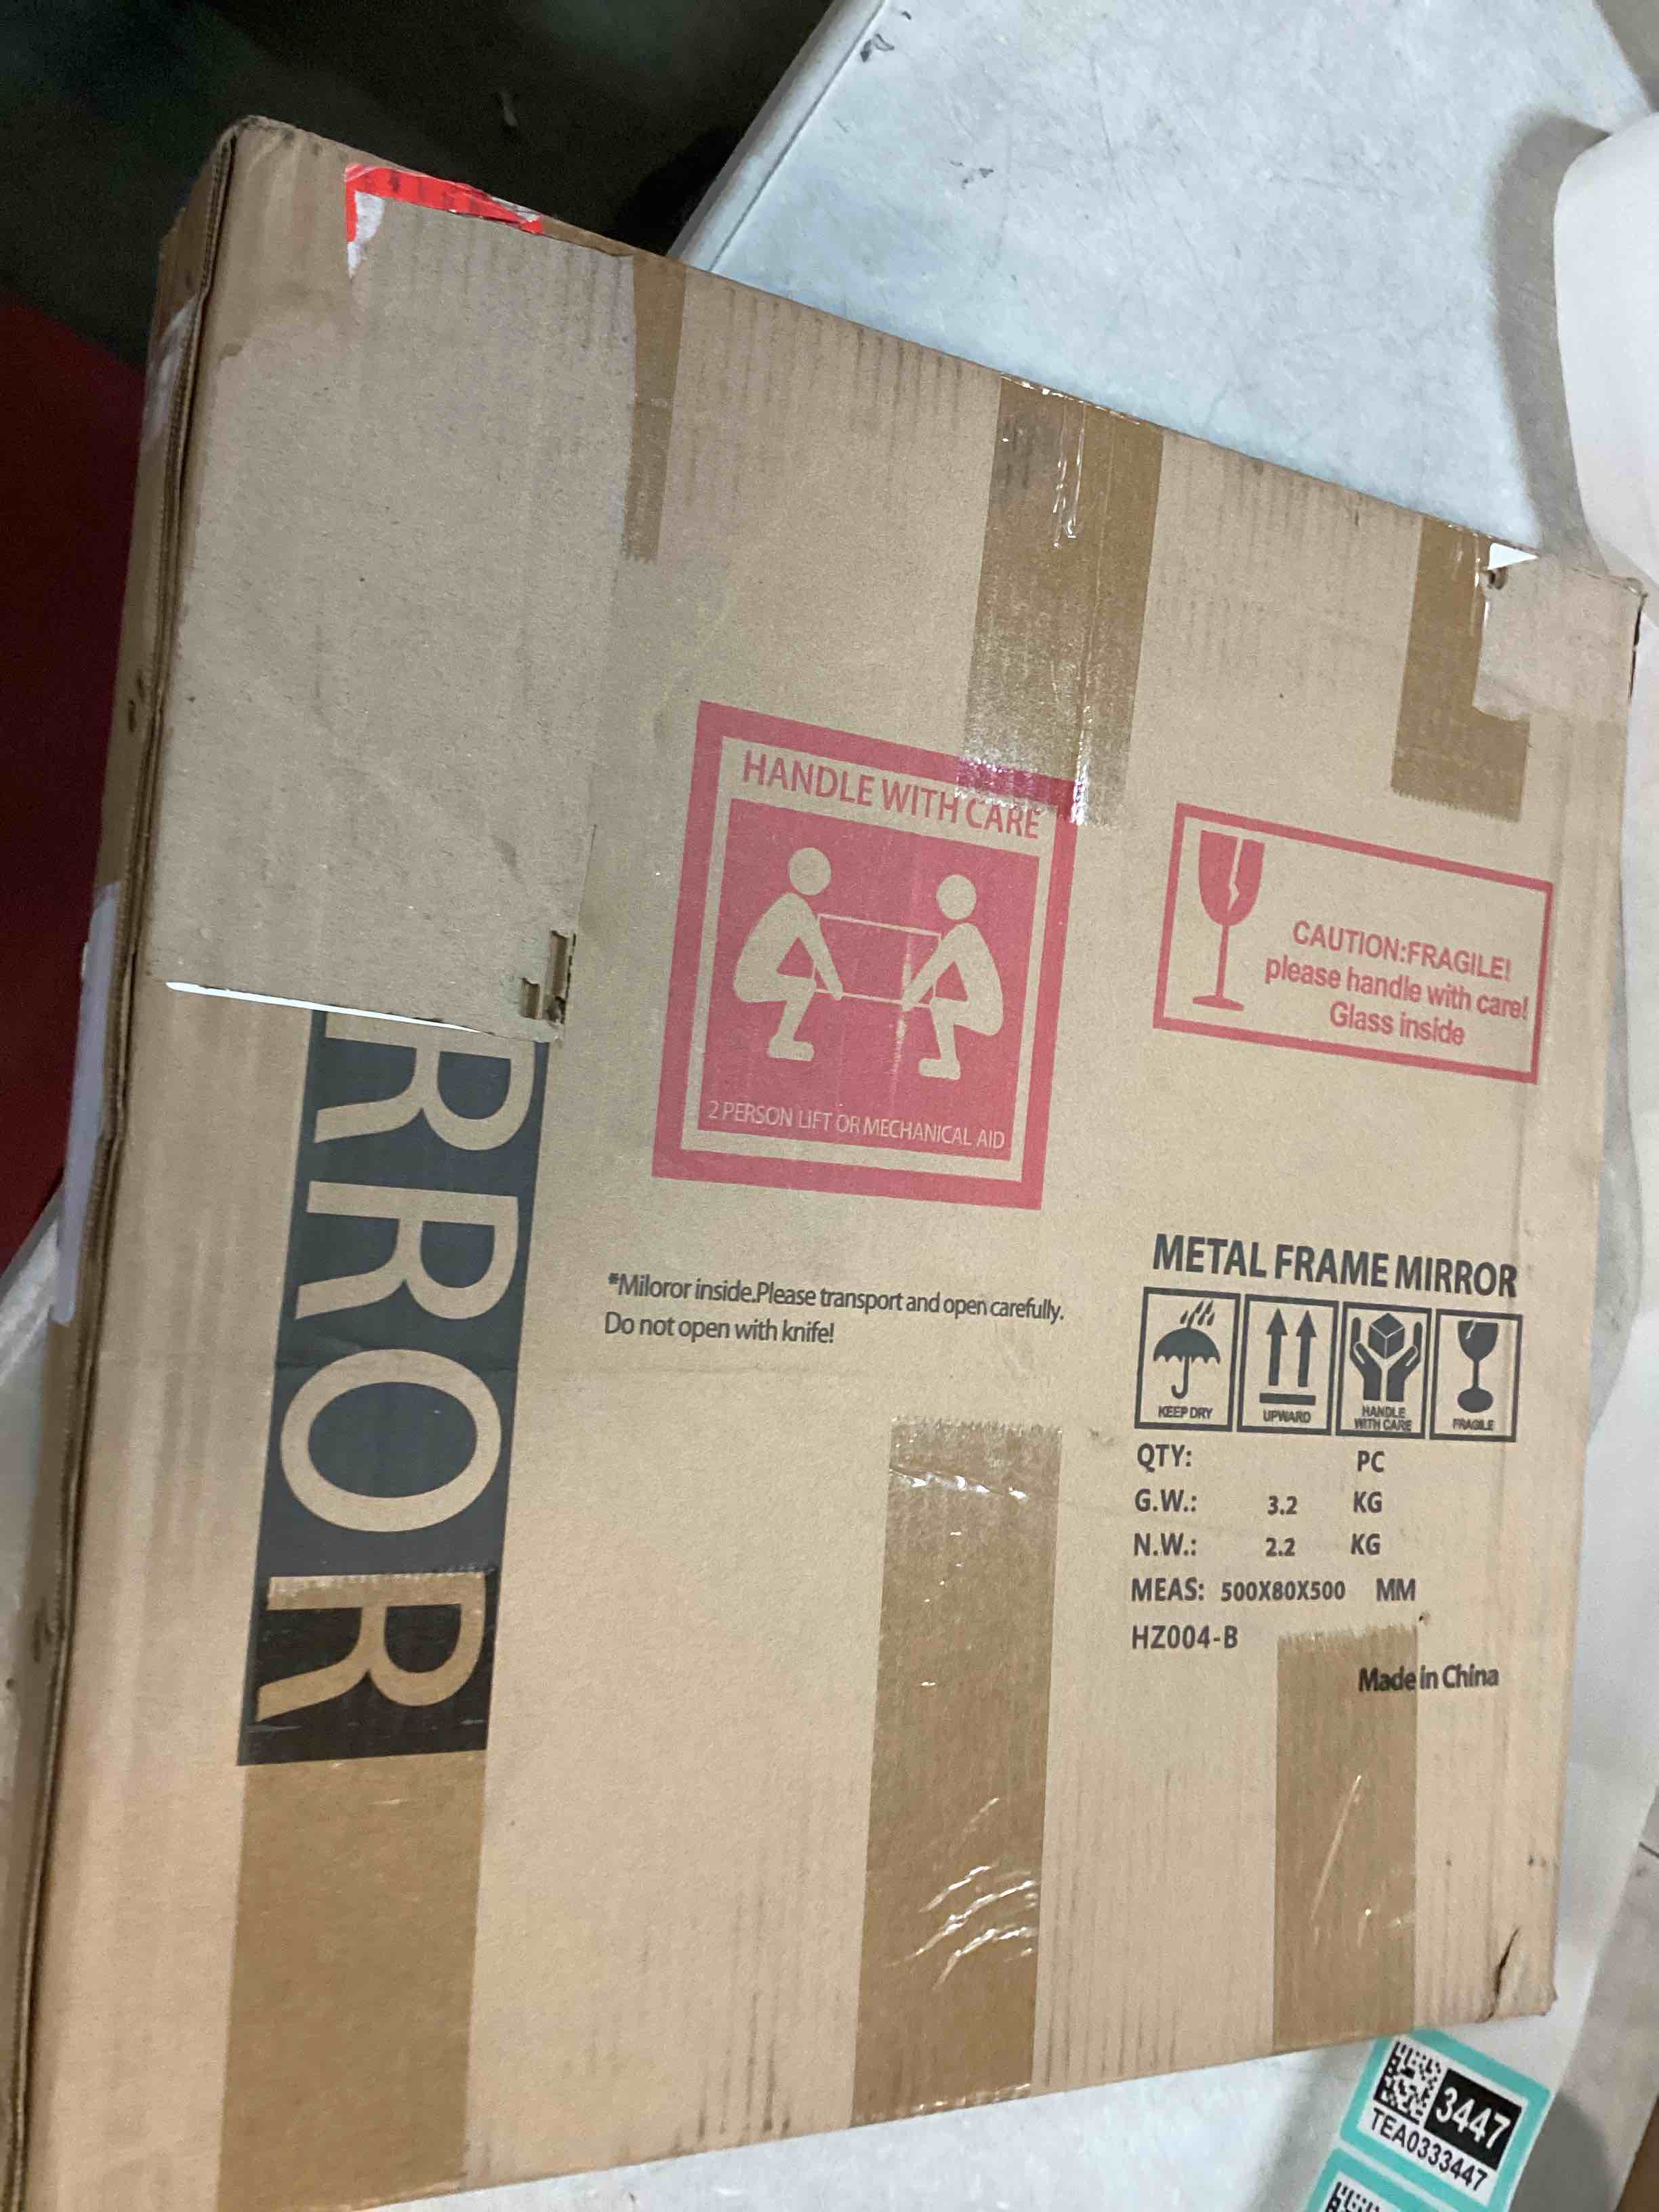 RROR
HANDLE WITH CARE
2 PERSON LIFT OR MECHANICAL AID
CAUTION:FRAGILE!
please handle with care!
Glass inside
*Miloror inside.Please transport and open carefully.
Do not open with knife!
METAL FRAME MIRROR
KEEP DRY
UPWARD
HANDLE
WITH CARE
FRAGILE
QTY: PC
G.W.: 3.2 KG
N.W.: 2.2 KG
MEAS: 500X80X500 MM
HZ004-B
Made in China
3447
TEA0333447